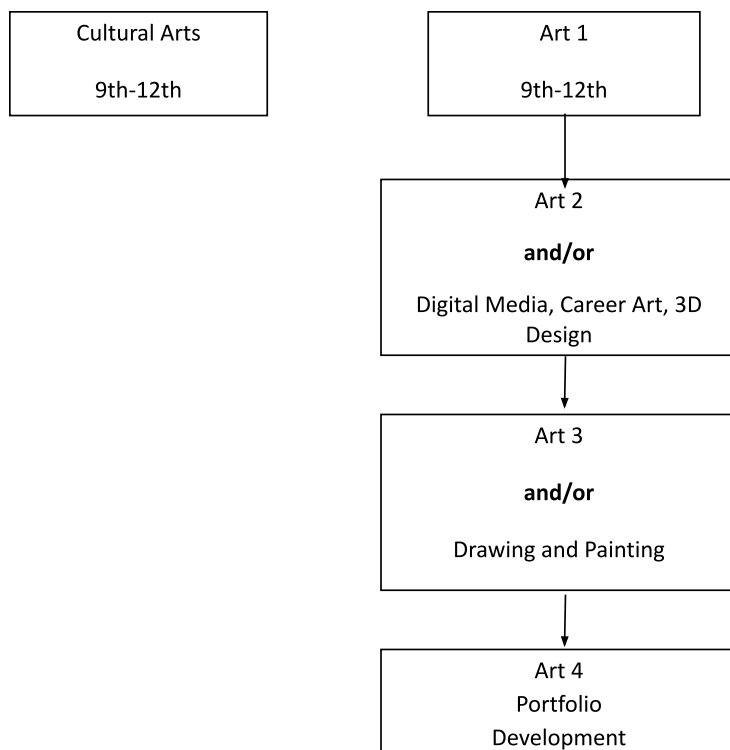 Cultural Arts
9th-12th
Art 1
9th-12th
Art 2
and/or
Digital Media, Career Art, 3D
Design
Art 3
and/or
Drawing and Painting
Art 4
Portfolio
Development